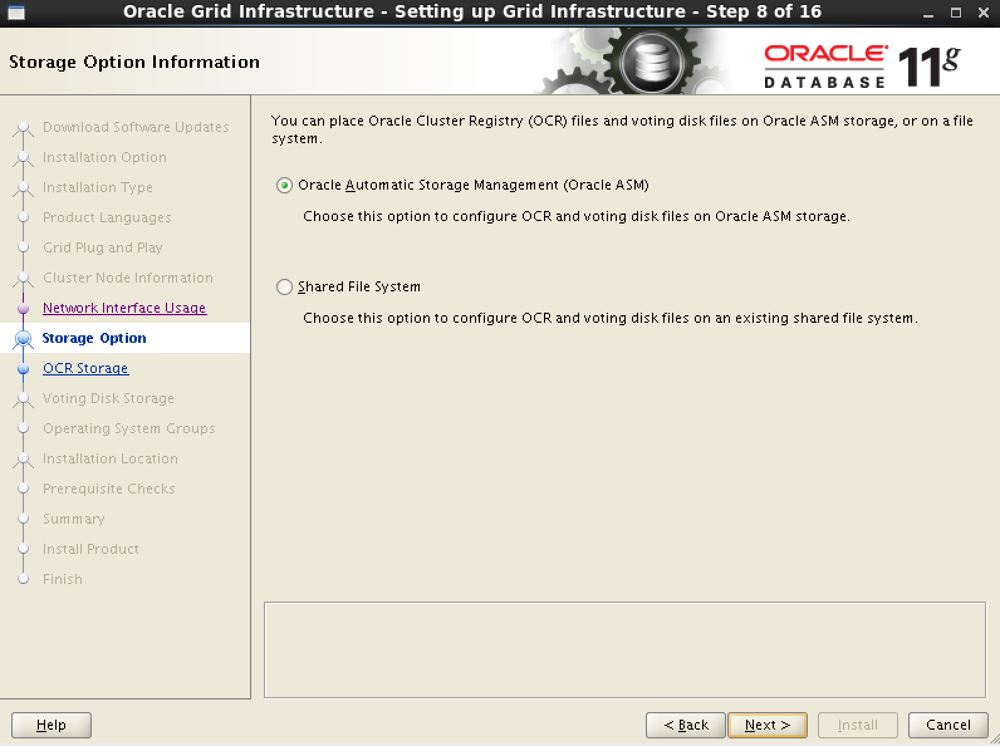 Oracle Grid Infrastructure - Setting up Grid Infrastructure - Step 8 of 16
Storage Option Information
ORACLE
DATABASE
11g
Download Software Updates
Installation Option
Installation Type
Product Languages
Grid Plug and Play
Cluster Node Information
Network Interface Usage
Storage Option
OCR Storage
Voting Disk Storage
Operating System Groups
Installation Location
Prerequisite Checks
Summary
Install Product
Finish
You can place Oracle Cluster Registry (OCR) files and voting disk files on Oracle ASM storage, or on a file
system.
Oracle Automatic Storage Management (Oracle ASM)
Choose this option to configure OCR and voting disk files on Oracle ASM storage.
Shared File System
Choose this option to configure OCR and voting disk files on an existing shared file system.
Help
< Back
Next >
Install
Cancel